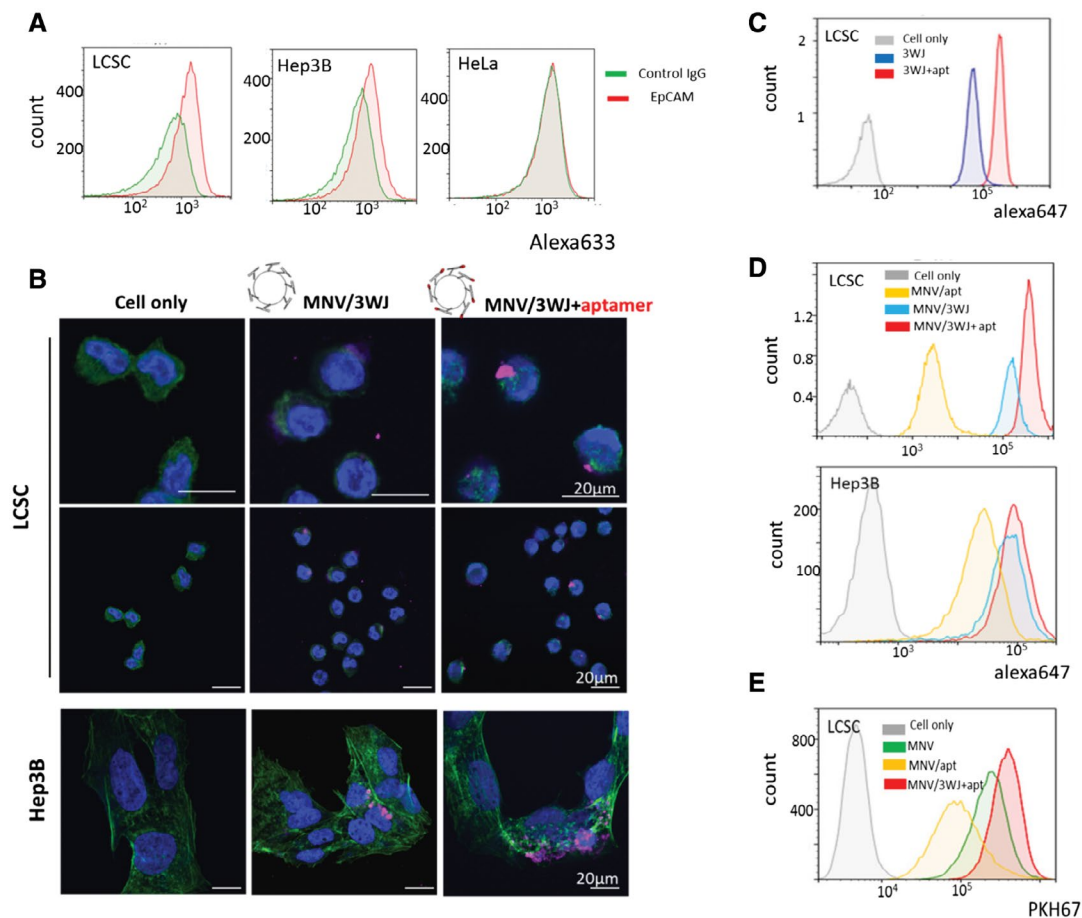 A
LCSC
Hep3B
HeLa
Control IgG
EpCAM
count
400
200
400
200
400
200
10² 10³
10² 10³
10² 10³
Alexa633
B
Cell only
MNV/3WJ
MNV/3WJ+aptamer
LCSC
20μm
20μm
Hep3B
20μm
C
LCSC
Cell only
3WJ
3WJ+apt
count
2
1
10² 10⁵
alexa647
D
LCSC
Cell only
MNV/apt
MNV/3WJ
MNV/3WJ+ apt
count
1.2
0.8
0.4
10³ 10⁵
Hep3B
count
200
100
10³ 10⁵
alexa647
E
LCSC
Cell only
MNV
MNV/apt
MNV/3WJ+apt
count
800
400
10⁴ 10⁵
PKH67